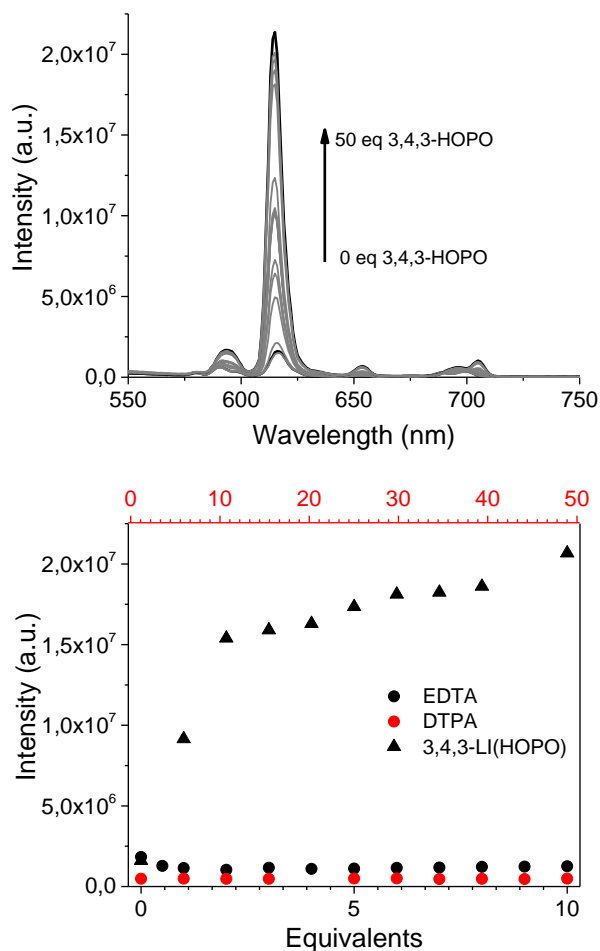 2,0x10⁷
1,5x10⁷
1,0x10⁷
5,0x10⁶
0,0
Intensity (a.u.)
50 eq 3,4,3-HOPO
0 eq 3,4,3-HOPO
550 600 650 700 750
Wavelength (nm)
0 10 20 30 40 50
2,0x10⁷
1,5x10⁷
1,0x10⁷
5,0x10⁶
0,0
Intensity (a.u.)
EDTA
DTPA
3,4,3-LI(HOPO)
0 5 10
Equivalents